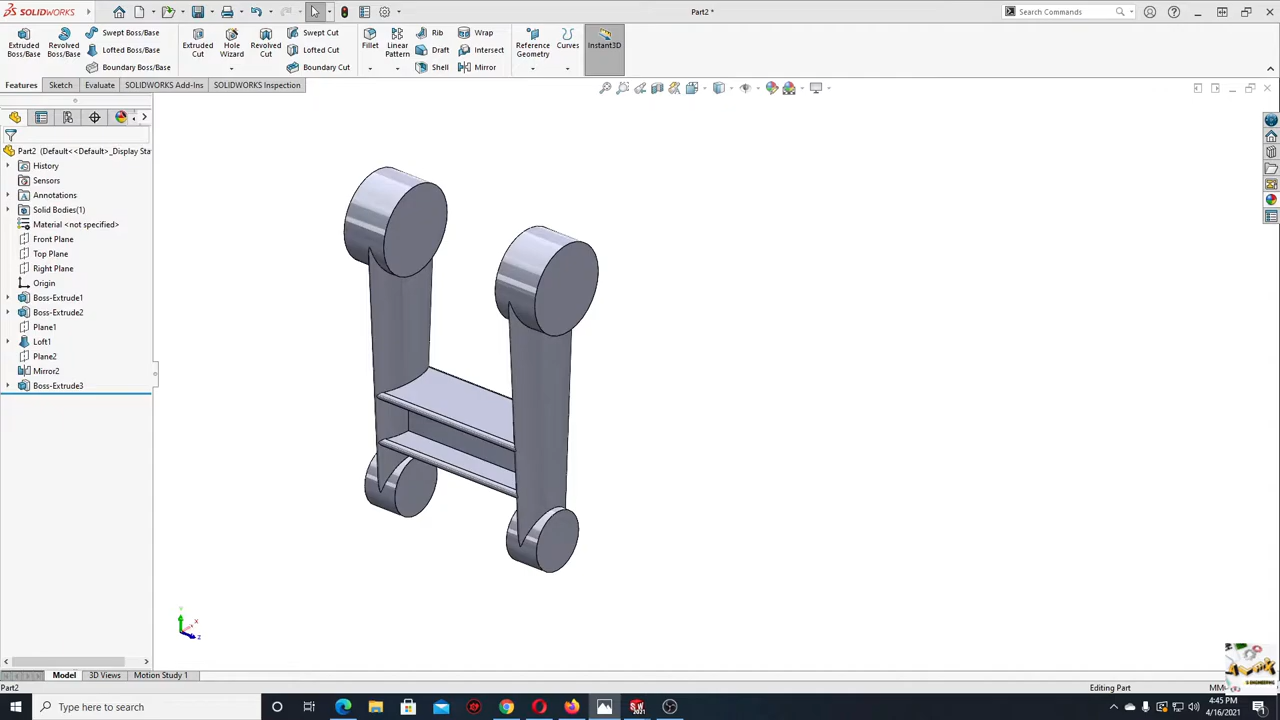 SOLIDWORKS
Part2 *
Search Commands
Extruded Boss/Base
Revolved Boss/Base
Swept Boss/Base
Lofted Boss/Base
Boundary Boss/Base
Extruded Cut
Hole Wizard
Revolved Cut
Swept Cut
Lofted Cut
Boundary Cut
Fillet
Linear Pattern
Rib
Draft
Shell
Wrap
Intersect
Mirror
Reference Geometry
Curves
Instant3D
Features
Sketch
Evaluate
SOLIDWORKS Add-Ins
SOLIDWORKS Inspection
Part2 (Default<<Default>_Display Sta
History
Sensors
Annotations
Solid Bodies(1)
Material <not specified>
Front Plane
Top Plane
Right Plane
Origin
Boss-Extrude1
Boss-Extrude2
Plane1
Loft1
Plane2
Mirror2
Boss-Extrude3
Y
X
Z
Model
3D Views
Motion Study 1
Part2
Editing Part
Type here to search
4:45 PM
4/16/2021